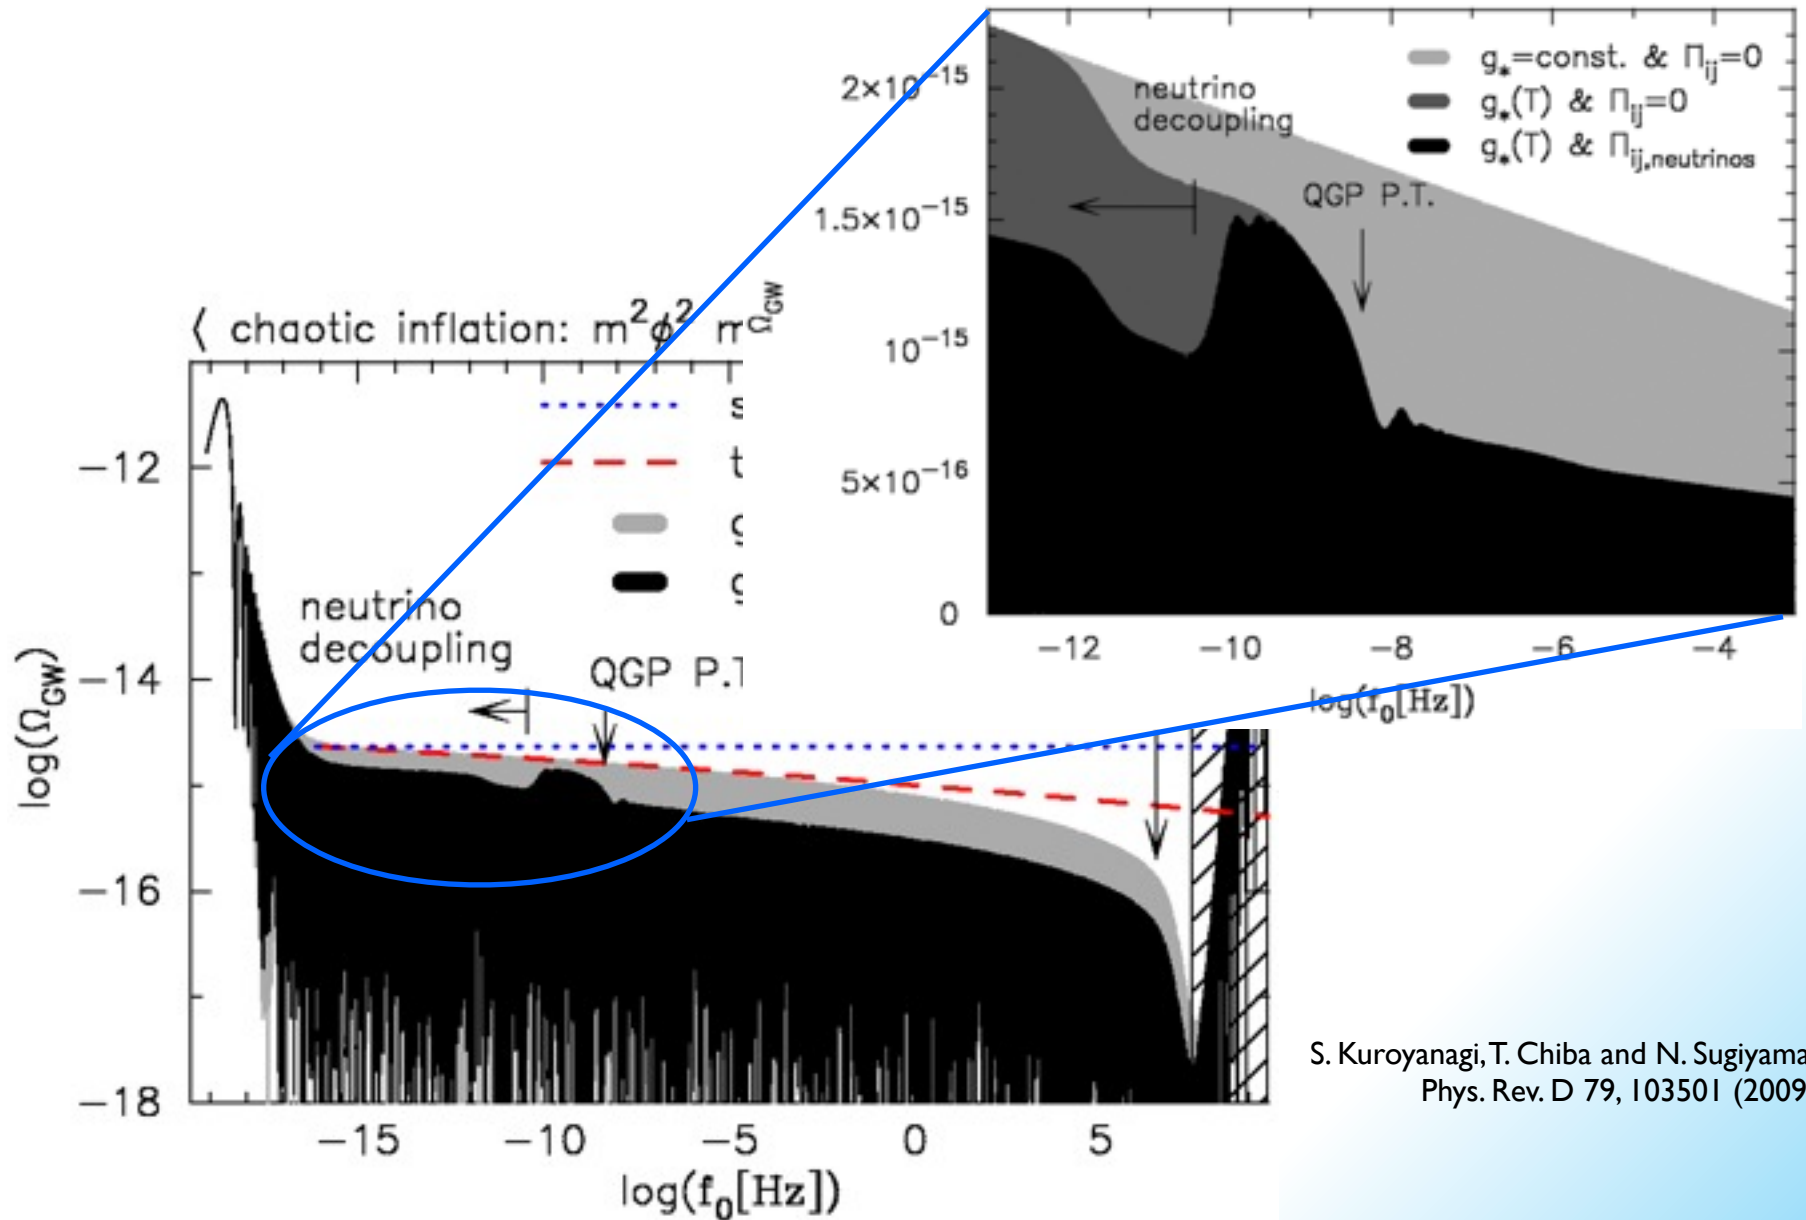 g*=const. & Πij=0
g*(T) & Πij=0
g*(T) & Πij,neutrinos
neutrino
decoupling
QGP P.T.
2×10⁻¹⁵
1.5×10⁻¹⁵
10⁻¹⁵
5×10⁻¹⁶
0
ΩGW
−12 −10 −8 −6 −4
log(f₀[Hz])
⟨ chaotic inflation: m²ϕ² m
s
t
g
g
neutrino
decoupling
QGP P.T
−12
−14
−16
−18
log(ΩGW)
−15 −10 −5 0 5
log(f₀[Hz])
S. Kuroyanagi, T. Chiba and N. Sugiyama
Phys. Rev. D 79, 103501 (2009